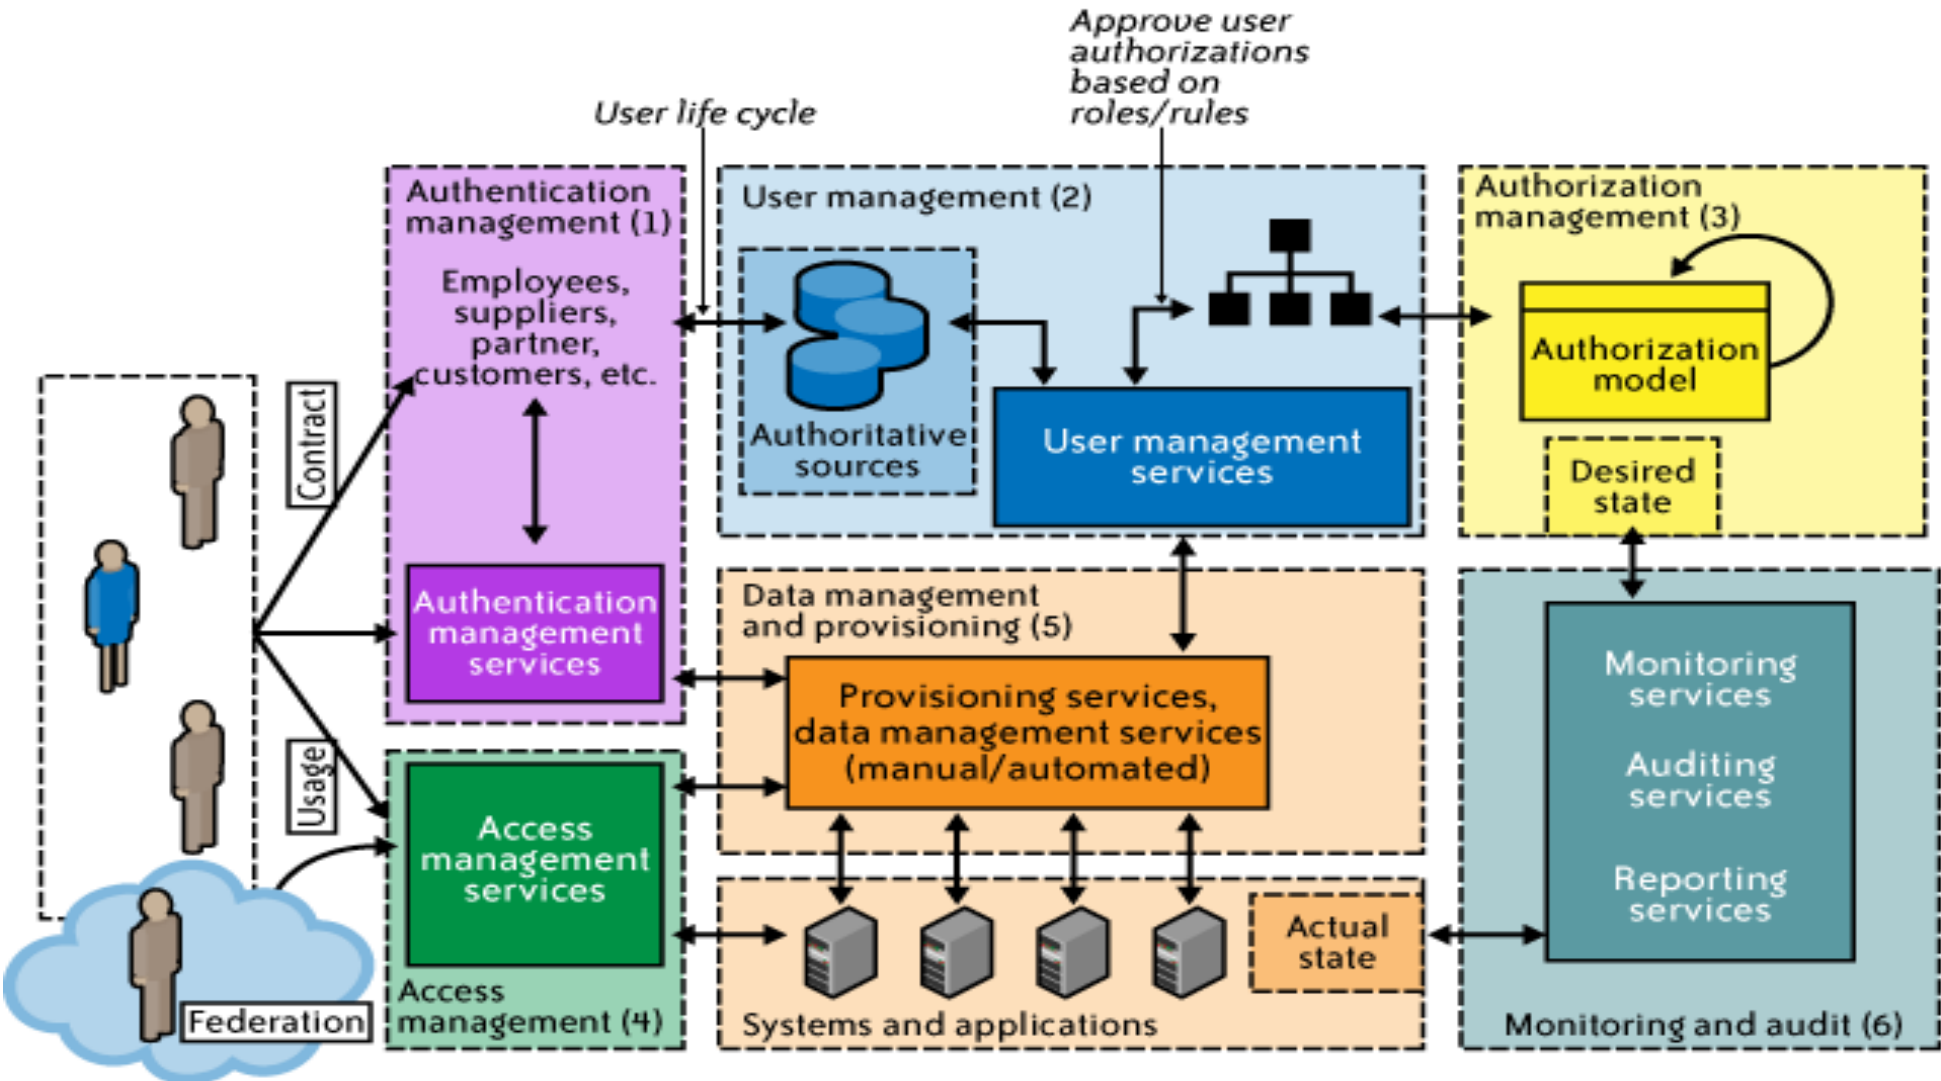 Approve user
authorizations
based on
roles/rules
User life cycle
Authentication
management (1)
Employees,
suppliers,
partner,
customers, etc.
Authentication
management
services
User management (2)
Authoritative
sources
User management
services
Authorization
management (3)
Authorization
model
Desired
state
Contract
Usage
Federation
Access
management
services
Access
management (4)
Data management
and provisioning (5)
Provisioning services,
data management services
(manual/automated)
Actual
state
Systems and applications
Monitoring
services
Auditing
services
Reporting
services
Monitoring and audit (6)